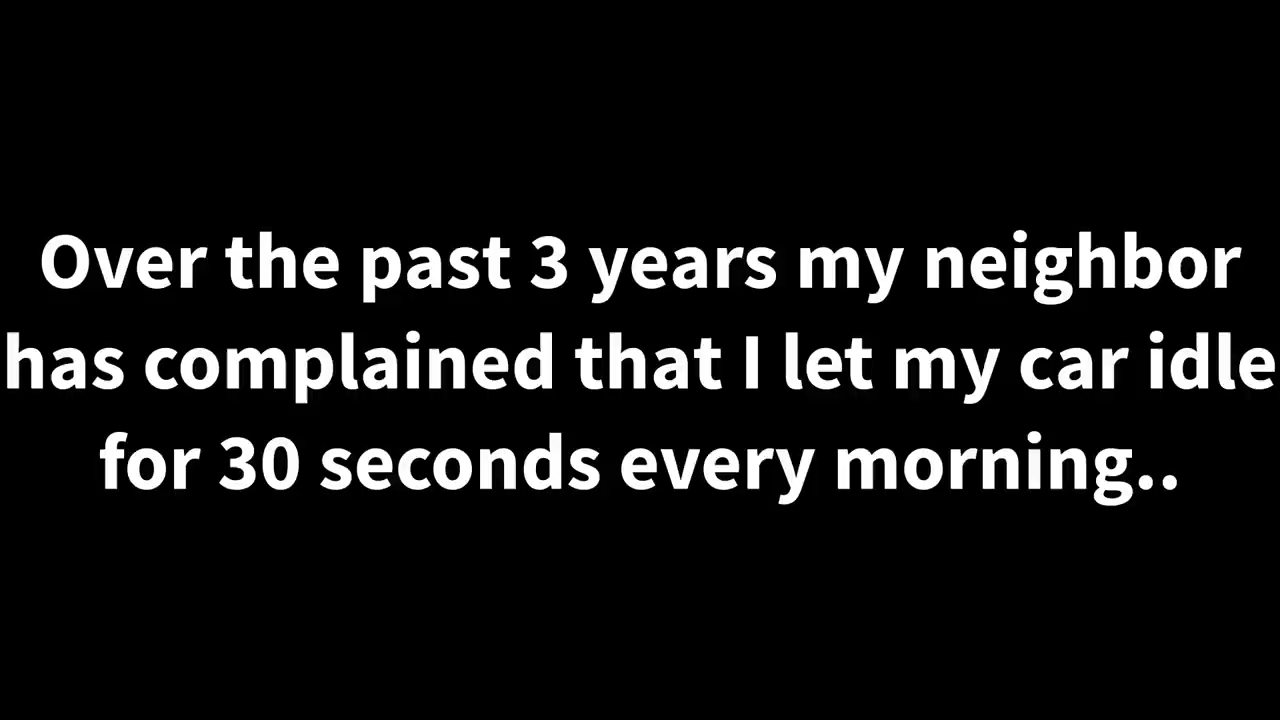 Over the past 3 years my neighbor
has complained that I let my car idle
for 30 seconds every morning..